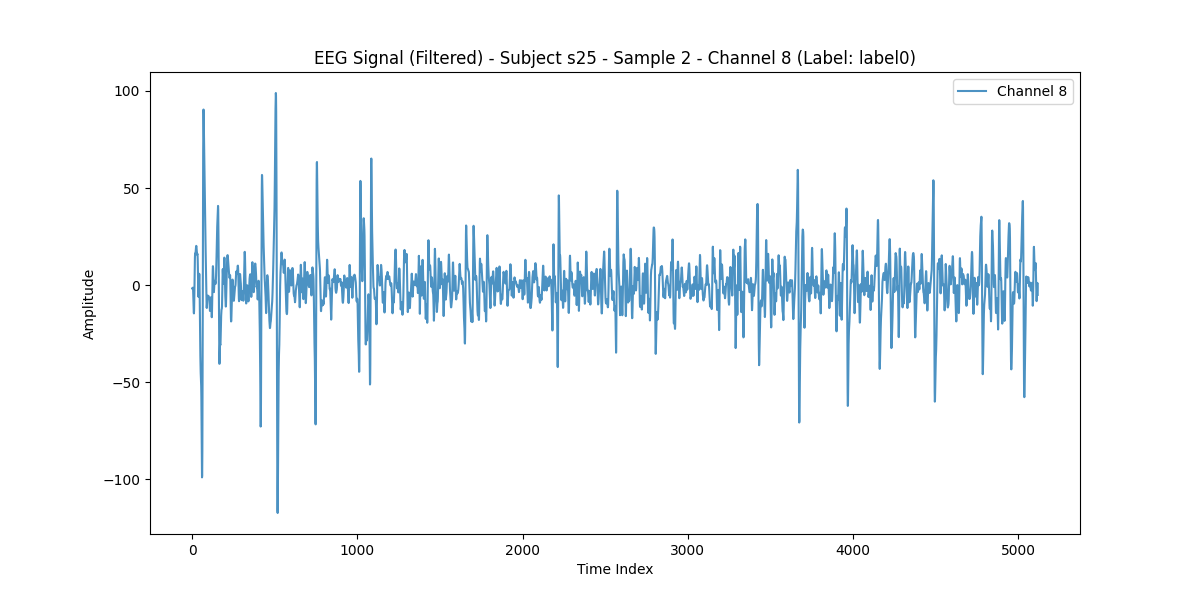 EEG Signal (Filtered) - Subject s25 - Sample 2 - Channel 8 (Label: label0)
Channel 8
100
50
0
−50
−100
Amplitude
0 1000 2000 3000 4000 5000
Time Index